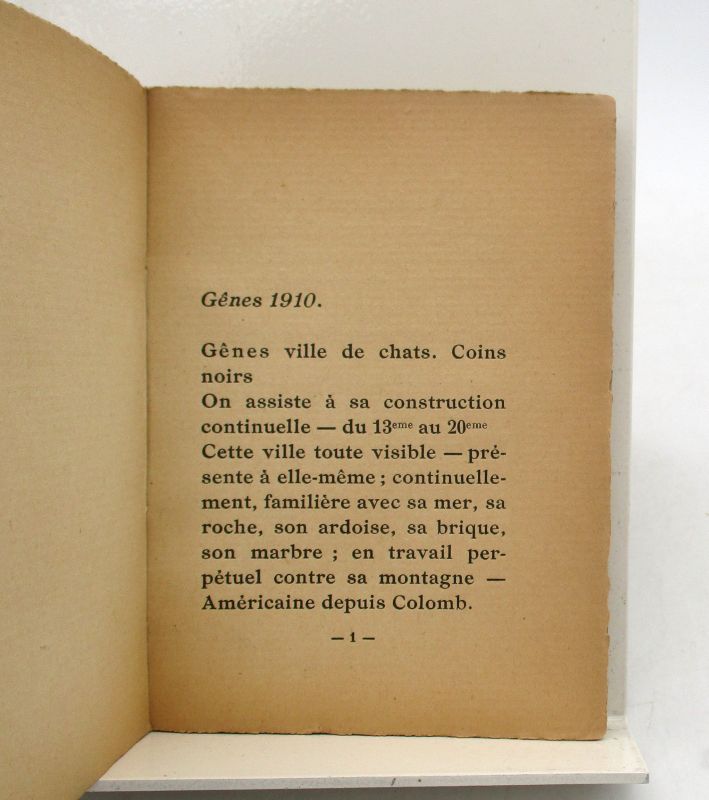 Gênes 1910.
Gênes ville de chats. Coins
noirs
On assiste à sa construction
continuelle — du 13eme au 20eme
Cette ville toute visible — pré-
sente à elle-même ; continuelle-
ment, familière avec sa mer, sa
roche, son ardoise, sa brique,
son marbre ; en travail per-
pétuel contre sa montagne —
Américaine depuis Colomb.
— 1 —